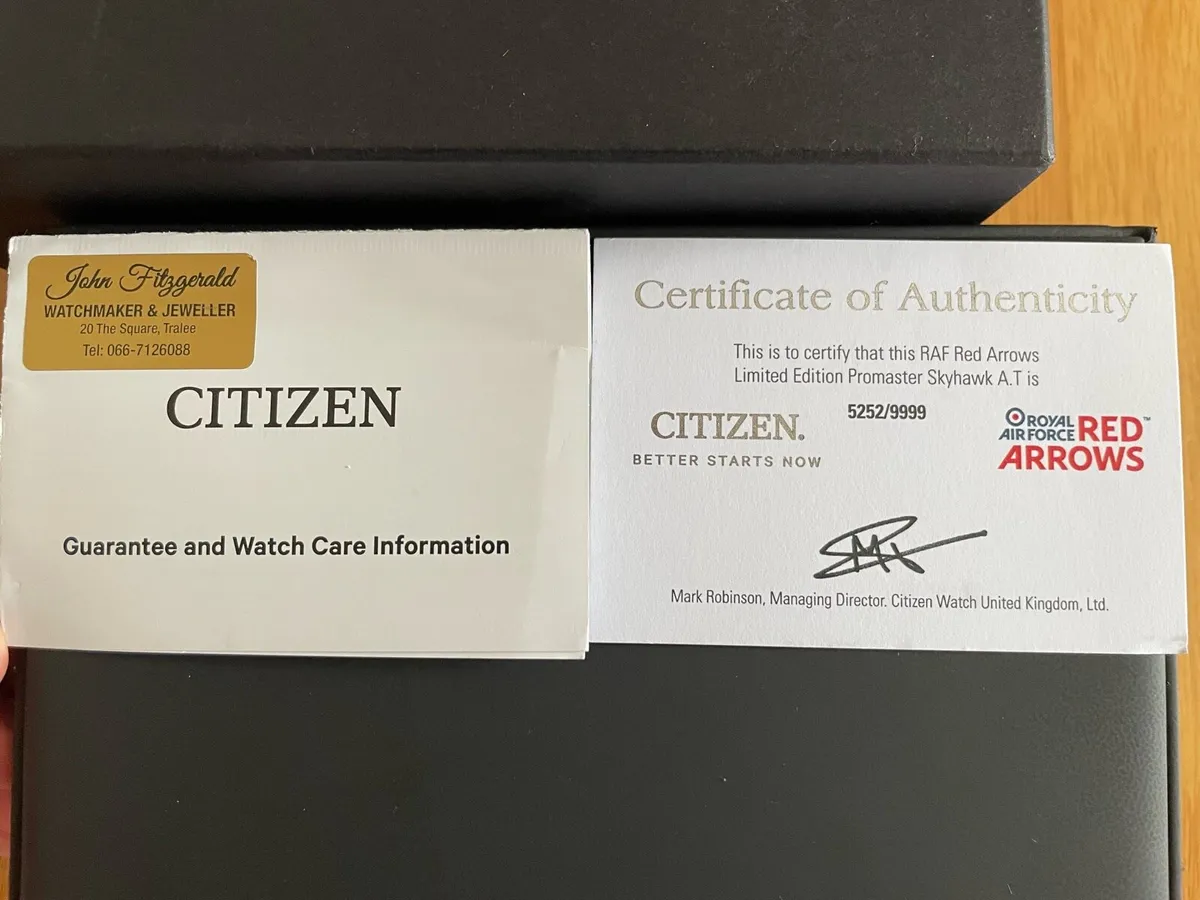 John Fitzgerald
WATCHMAKER & JEWELLER
20 The Square, Tralee
Tel: 066-7126088
CITIZEN
Guarantee and Watch Care Information
Certificate of Authenticity
This is to certify that this RAF Red Arrows
Limited Edition Promaster Skyhawk A.T is
5252/9999
CITIZEN.
BETTER STARTS NOW
ROYAL
AIR FORCE RED
ARROWS™
Mark Robinson, Managing Director. Citizen Watch United Kingdom, Ltd.